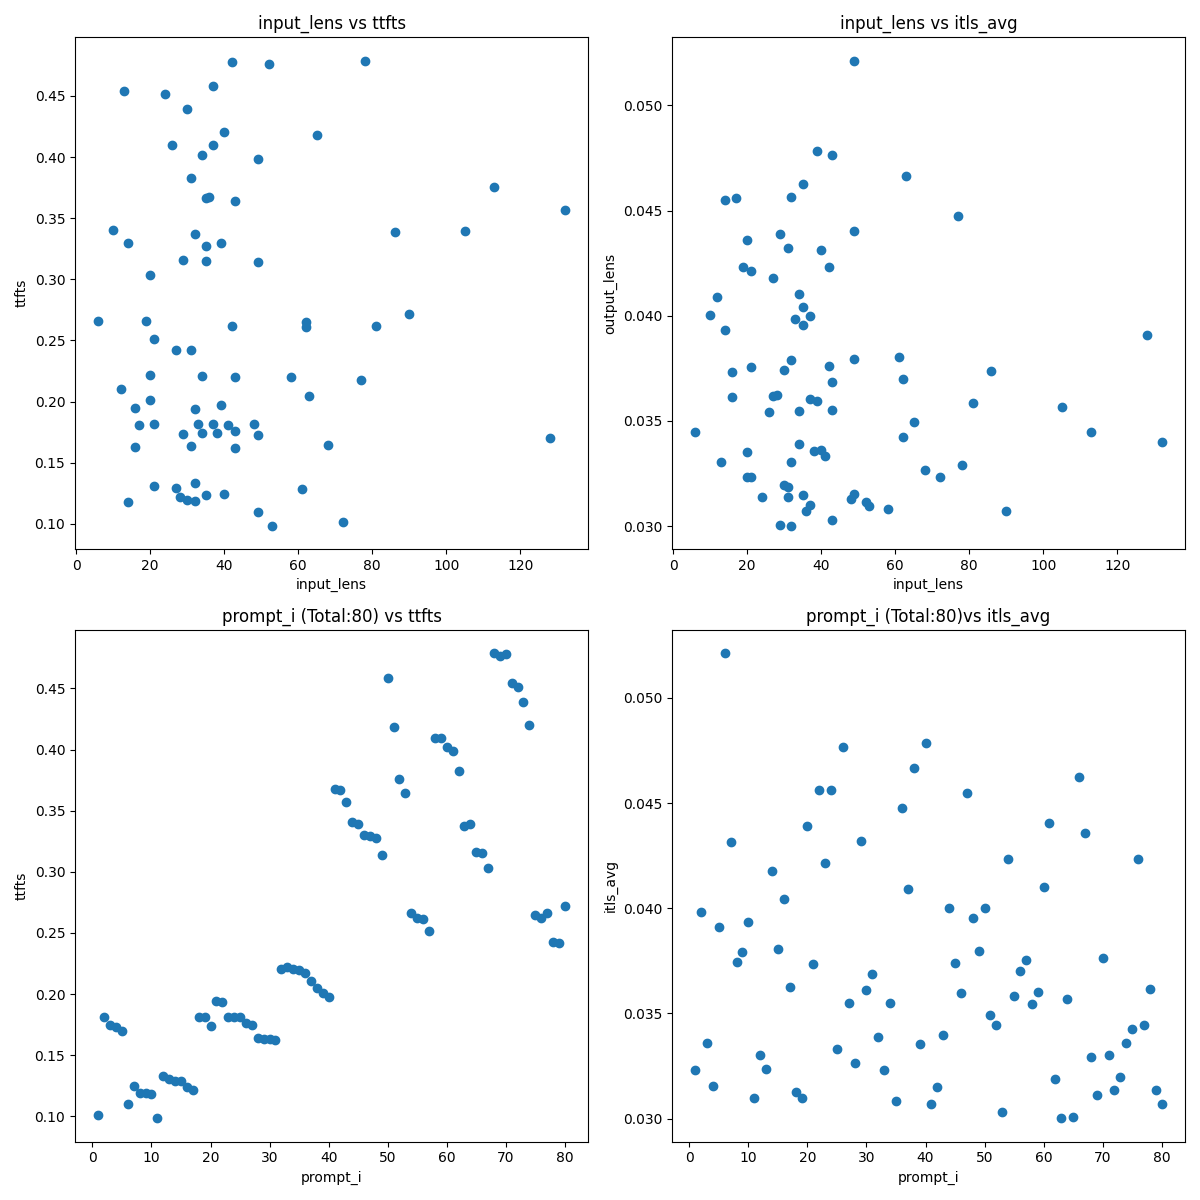 input_lens vs ttfts
input_lens vs itls_avg
0.45
0.40
0.35
0.30
0.25
0.20
0.15
0.10
ttfts
0 20 40 60 80 100 120
input_lens
0.050
0.045
0.040
0.035
0.030
output_lens
0 20 40 60 80 100 120
input_lens
prompt_i (Total:80) vs ttfts
prompt_i (Total:80)vs itls_avg
0.45
0.40
0.35
0.30
0.25
0.20
0.15
0.10
ttfts
0 10 20 30 40 50 60 70 80
prompt_i
0.050
0.045
0.040
0.035
0.030
itls_avg
0 10 20 30 40 50 60 70 80
prompt_i